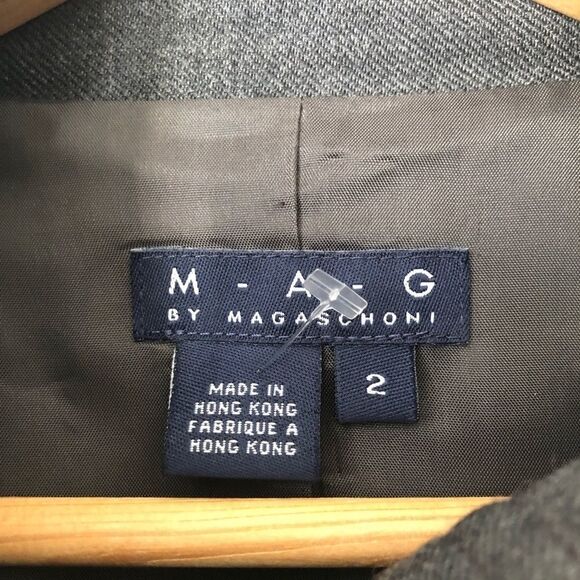 M - A - G
BY MAGASCHONI
MADE IN
HONG KONG
FABRIQUE A
HONG KONG
2